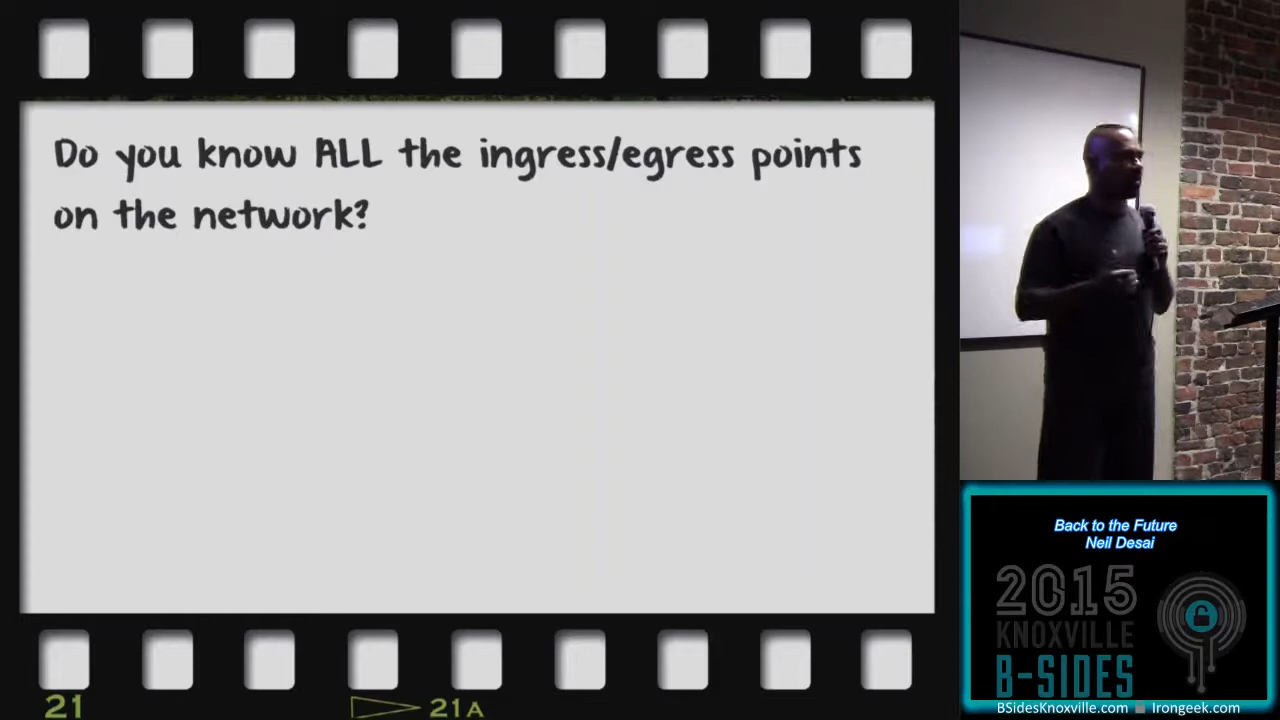 Do you know ALL the ingress/egress points
on the network?
21
21A
Back to the Future
Neil Desai
2015
KNOXVILLE
B-SIDES
BSidesKnoxville.com
Irongeek.com